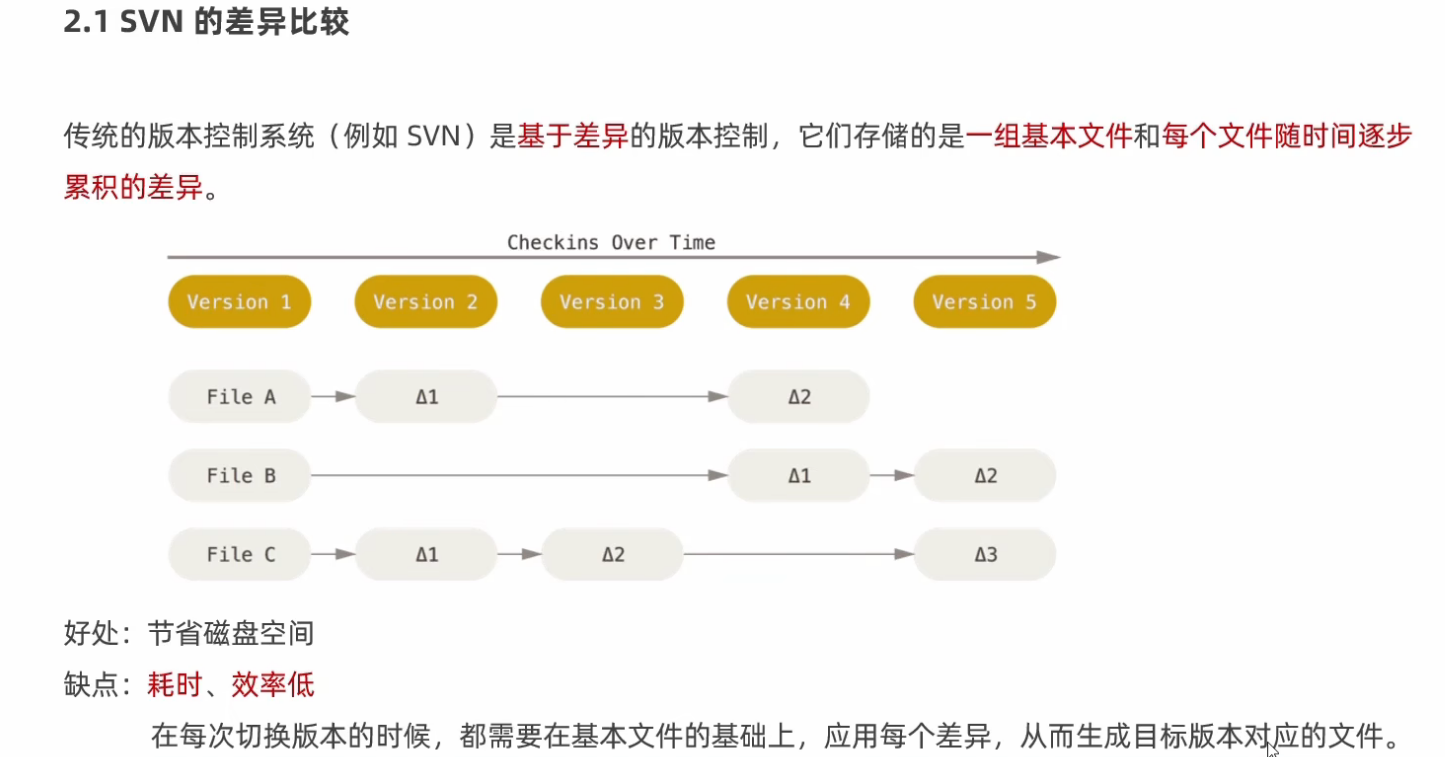 2.1 SVN 的差异比较
传统的版本控制系统（例如 SVN）是基于差异的版本控制，它们存储的是一组基本文件和每个文件随时间逐步
累积的差异。
Checkins Over Time
Version 1 Version 2 Version 3 Version 4 Version 5
File A Δ1 Δ2
File B Δ1 Δ2
File C Δ1 Δ2 Δ3
好处：节省磁盘空间
缺点：耗时、效率低
在每次切换版本的时候，都需要在基本文件的基础上，应用每个差异，从而生成目标版本对应的文件。